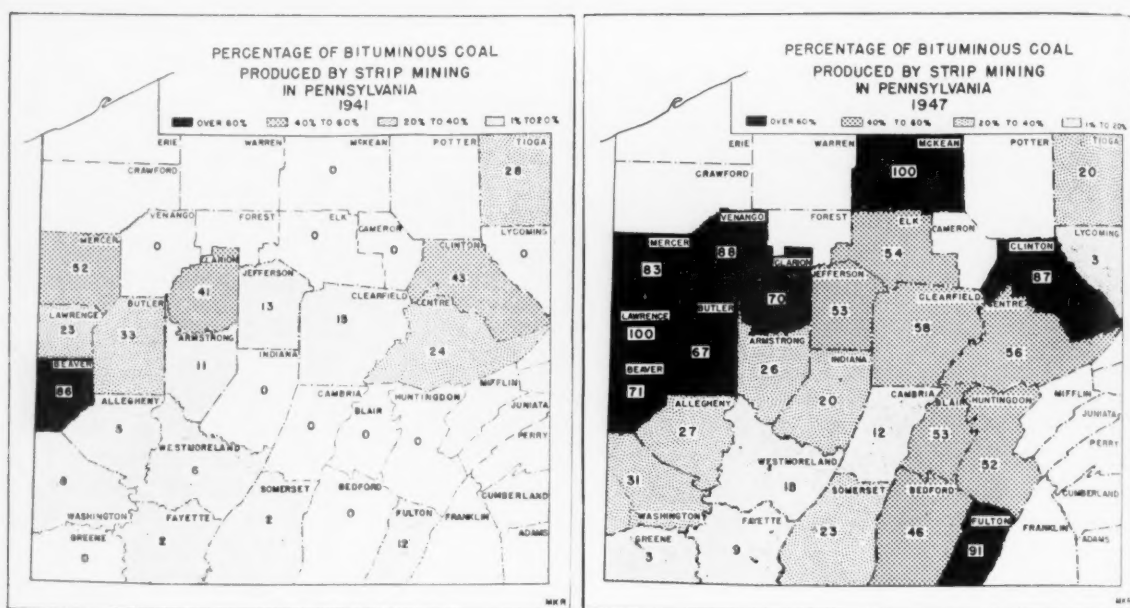 PERCENTAGE OF BITUMINOUS COAL
PRODUCED BY STRIP MINING
IN PENNSYLVANIA
1941
OVER 60% 40% TO 60% 20% TO 40% 1% TO 20%
ERIE WARREN MCKEAN POTTER TIOGA
0 28
CRAWFORD
VENANGO FOREST ELK CAMERON CLINTON LYCOMING
MERCER 0 0 0 0
52 CLARION 43
JEFFERSON
41 CLEARFIELD CENTRE
LAWRENCE BUTLER 13
23 33 ARMSTRONG 24
BEAVER 11 INDIANA
86 0 MIFFLIN
ALLEGHENY CAMBRIA HUNTINGDON
BLAIR JUNIATA
0 0 0 PERRY
WESTMORELAND
6
8 SOMERSET BEDFORD CUMBERLAND
WASHINGTON FAYETTE 2 0 FULTON FRANKLIN
GREENE 2 12 ADAMS
0
MKR
PERCENTAGE OF BITUMINOUS COAL
PRODUCED BY STRIP MINING
IN PENNSYLVANIA
1947
OVER 60% 40% TO 60% 20% TO 40% 1% TO 20%
ERIE WARREN MCKEAN POTTER TIOGA
100 20
CRAWFORD
VENANGO FOREST ELK CAMERON CLINTON LYCOMING
MERCER 88 54 87 3
83 CLARION JEFFERSON
70 53 CLEARFIELD CENTRE
LAWRENCE BUTLER 58
100 67 ARMSTRONG 56
BEAVER 26 INDIANA
71 20 MIFFLIN
ALLEGHENY CAMBRIA BLAIR HUNTINGDON
27 12 53 JUNIATA
52 PERRY
WESTMORELAND
31 18 SOMERSET BEDFORD CUMBERLAND
WASHINGTON FAYETTE 23 46 FULTON FRANKLIN
GREENE 9 91 ADAMS
3
MKR